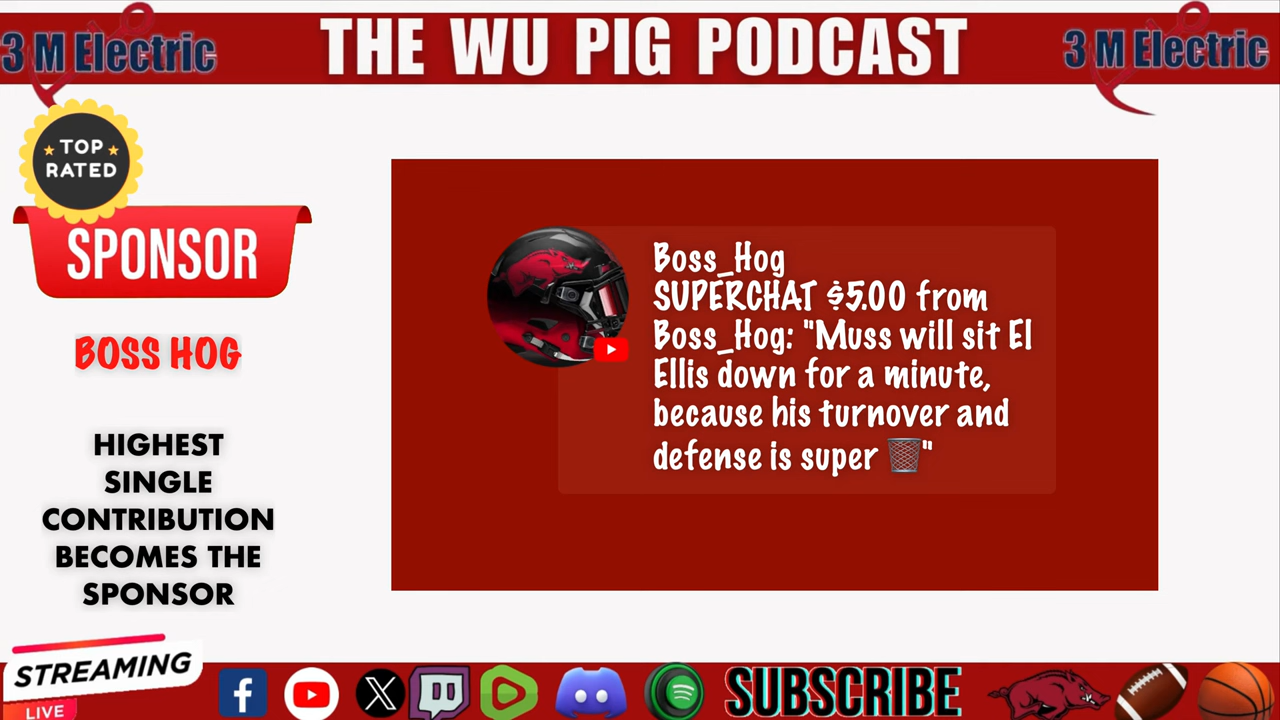 3 M Electric
THE WU PIG PODCAST
3 M Electric
TOP
RATED
SPONSOR
BOSS HOG
HIGHEST
SINGLE
CONTRIBUTION
BECOMES THE
SPONSOR
Boss_Hog
SUPERCHAT $5.00 from
Boss_Hog: "Muss will sit El
Ellis down for a minute,
because his turnover and
defense is super 🗑️"
STREAMING
LIVE
SUBSCRIBE